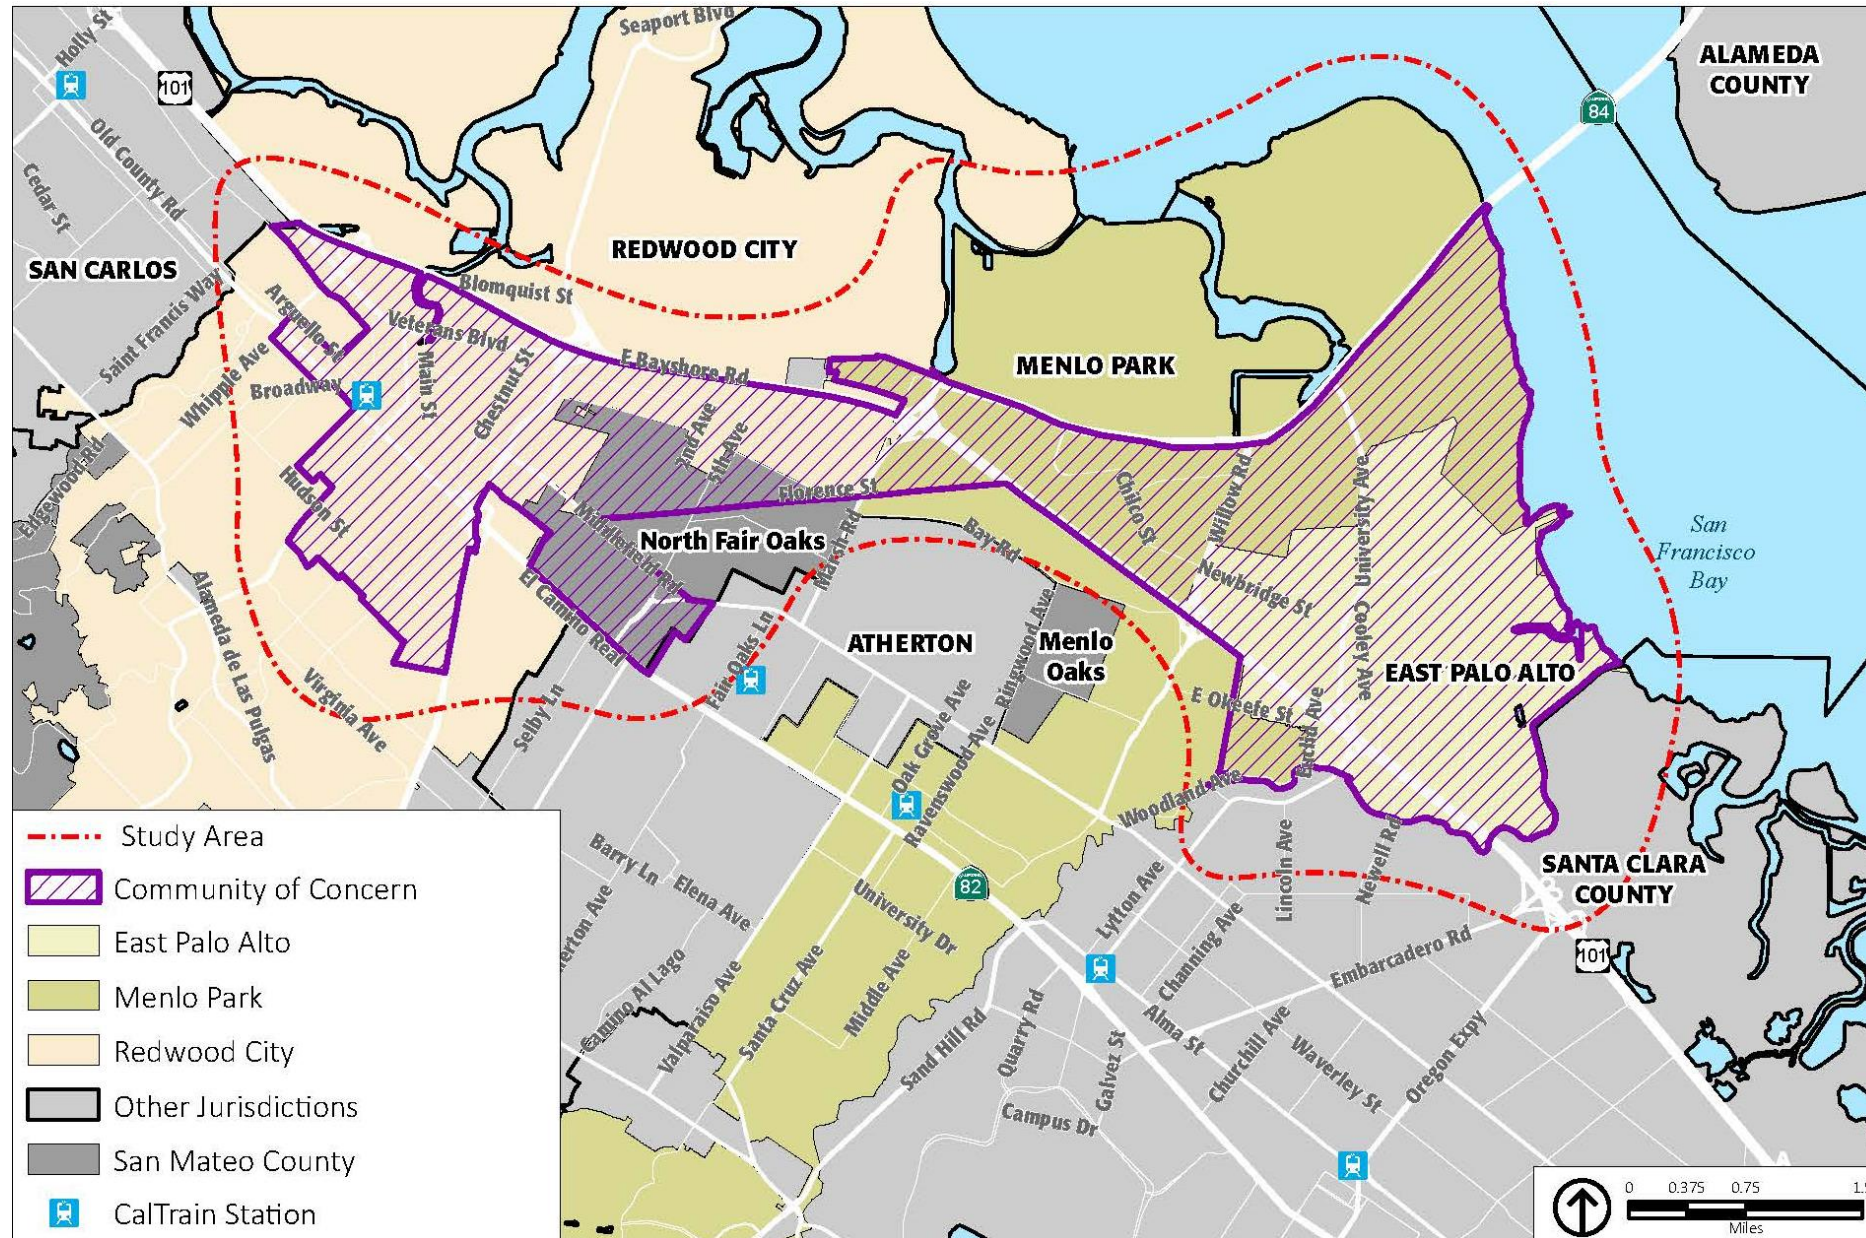 Seaport Blvd
Holly St
101
ALAMEDA
COUNTY
84
Old County Rd
Cedar St
SAN CARLOS
REDWOOD CITY
Saint Francis Way
Blomquist St
Arguello St
Veterans Blvd
Main St
Chestnut St
E Bayshore Rd
MENLO PARK
Whipple Ave
Broadway
2nd Ave
5th Ave
Florence St
Chilco St
Willow Rd
University Ave
Edgewood Rd
Hudson St
Middlefield Rd
North Fair Oaks
Marsh Rd
Bay Rd
San
Francisco
Bay
Newbridge St
Cooley Ave
El Camino Real
Fair Oaks Ln
ATHERTON
Ringwood Ave
Menlo
Oaks
EAST PALO ALTO
Alameda de Las Pulgas
Virginia Ave
Selby Ln
E Okeefe St
Euclid Ave
Oak Grove Ave
Ravenswood Ave
Woodland Ave
Lincoln Ave
Newell Rd
SANTA CLARA
COUNTY
Barry Ln
Elena Ave
82
University Dr
Lytton Ave
Channing Ave
Embarcadero Rd
101
erton Ave
Camino Al Lago
Valparaiso Ave
Santa Cruz Ave
Middle Ave
Sand Hill Rd
Quarry Rd
Galvez St
Alma St
Churchill Ave
Waverley St
Oregon Expy
Campus Dr
Study Area
Community of Concern
East Palo Alto
Menlo Park
Redwood City
Other Jurisdictions
San Mateo County
CalTrain Station
0 0.375 0.75
Miles